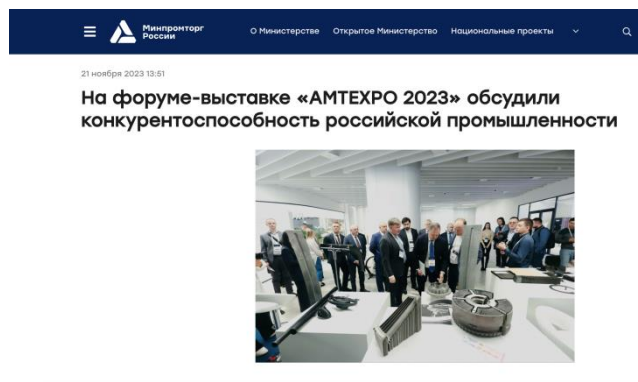 Минпромторг
России
О Министерстве Открытое Министерство Национальные проекты
21 ноября 2023 13:51
На форуме-выставке «AMTEXPO 2023» обсудили
конкурентоспособность российской промышленности